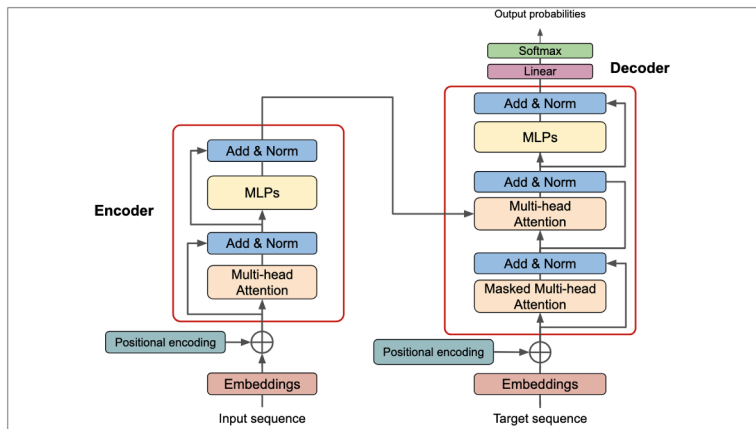 Output probabilities
Softmax
Linear
Decoder
Add & Norm
MLPs
Add & Norm
Multi-head
Attention
Add & Norm
Masked Multi-head
Attention
Positional encoding
Embeddings
Target sequence
Encoder
Add & Norm
MLPs
Add & Norm
Multi-head
Attention
Positional encoding
Embeddings
Input sequence